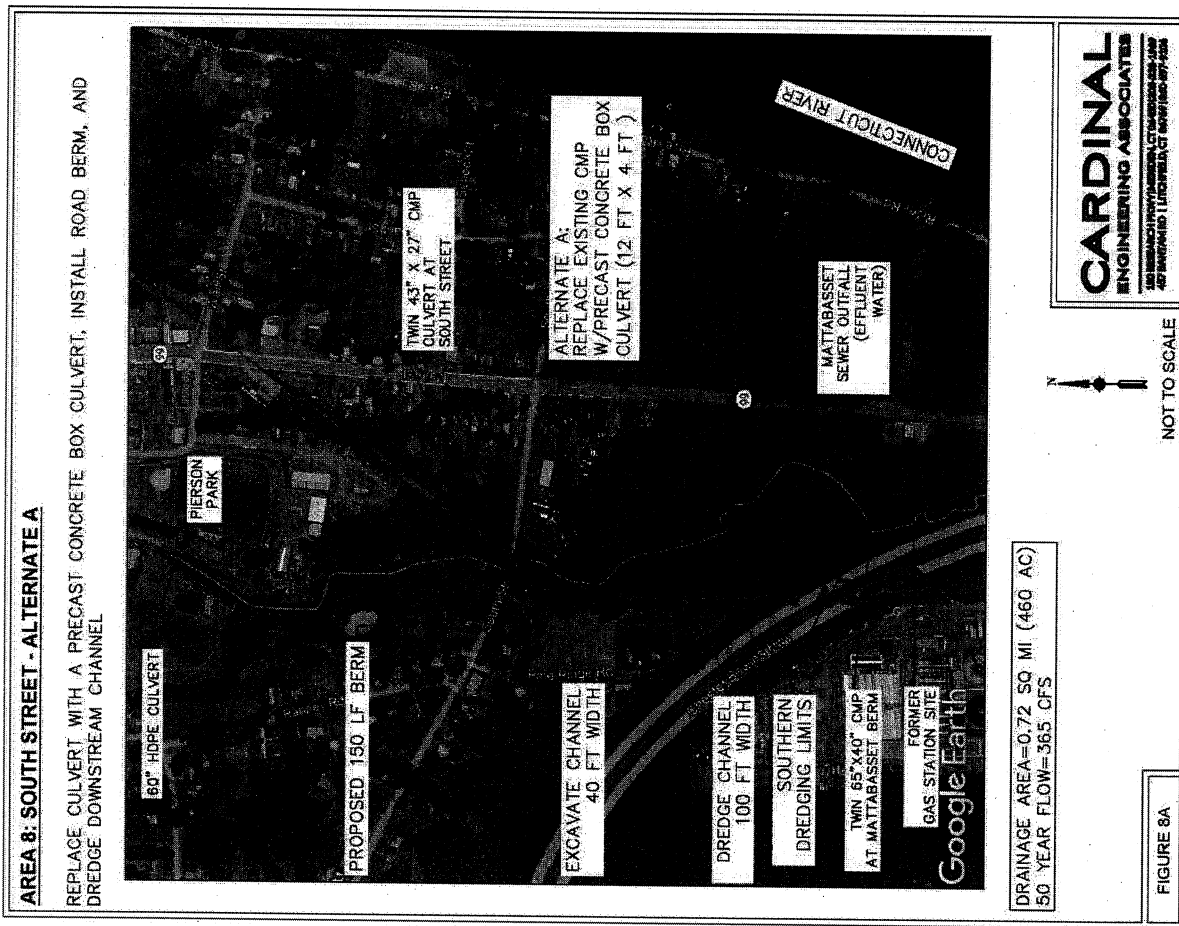 AREA 8: SOUTH STREET - ALTERNATE A
REPLACE CULVERT WITH A PRECAST CONCRETE BOX CULVERT, INSTALL ROAD BERM, AND
DREDGE DOWNSTREAM CHANNEL
60" HDPE CULVERT
PIERSON
PARK
99
PROPOSED 150 LF BERM
TWIN 43" X 27" CMP
CULVERT AT
SOUTH STREET
EXCAVATE CHANNEL
40 FT WIDTH
ALTERNATE A:
REPLACE EXISTING CMP
W/PRECAST CONCRETE BOX
CULVERT (12 FT X 4 FT )
DREDGE CHANNEL
100 FT WIDTH
99
CONNECTICUT RIVER
SOUTHERN
DREDGING LIMITS
MATTABASSET
SEWER OUTFALL
(EFFLUENT
WATER)
TWIN 65"X40" CMP
AT MATTABASSET BERM
FORMER
GAS STATION SITE
Google Earth
DRAINAGE AREA=0.72 SQ MI (460 AC)
50 YEAR FLOW=365 CFS
N
NOT TO SCALE
CARDINAL
ENGINEERING ASSOCIATES
FIGURE 8A